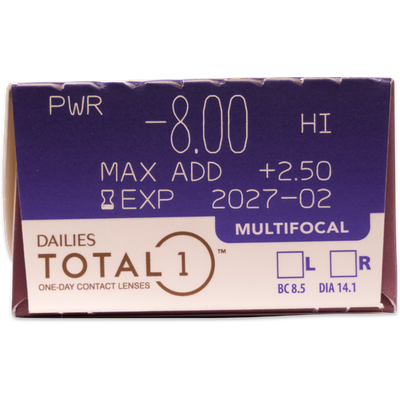 PWR -8.00 HI
MAX ADD +2.50
EXP 2027-02
MULTIFOCAL
DAILIES
TOTAL 1™
ONE-DAY CONTACT LENSES
L R
BC 8.5 DIA 14.1